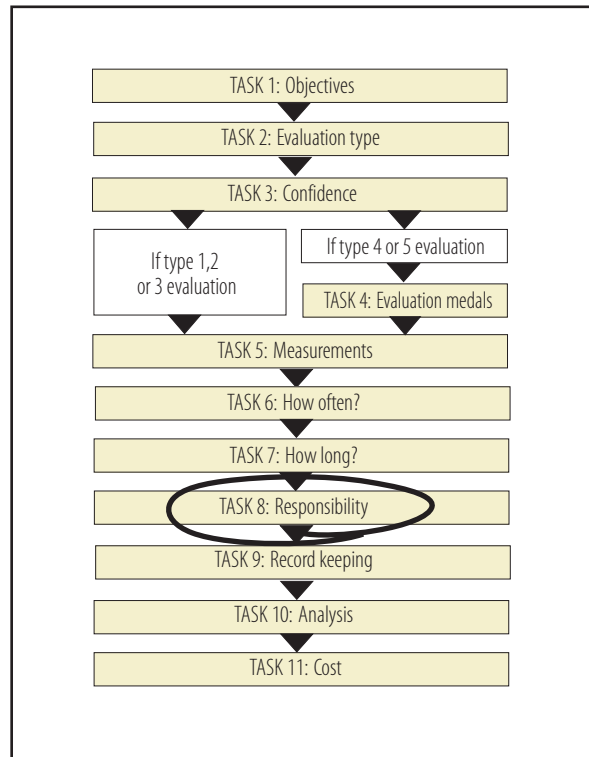 TASK 1: Objectives
TASK 2: Evaluation type
TASK 3: Confidence
If type 1,2
or 3 evaluation
If type 4 or 5 evaluation
TASK 4: Evaluation medals
TASK 5: Measurements
TASK 6: How often?
TASK 7: How long?
TASK 8: Responsibility
TASK 9: Record keeping
TASK 10: Analysis
TASK 11: Cost